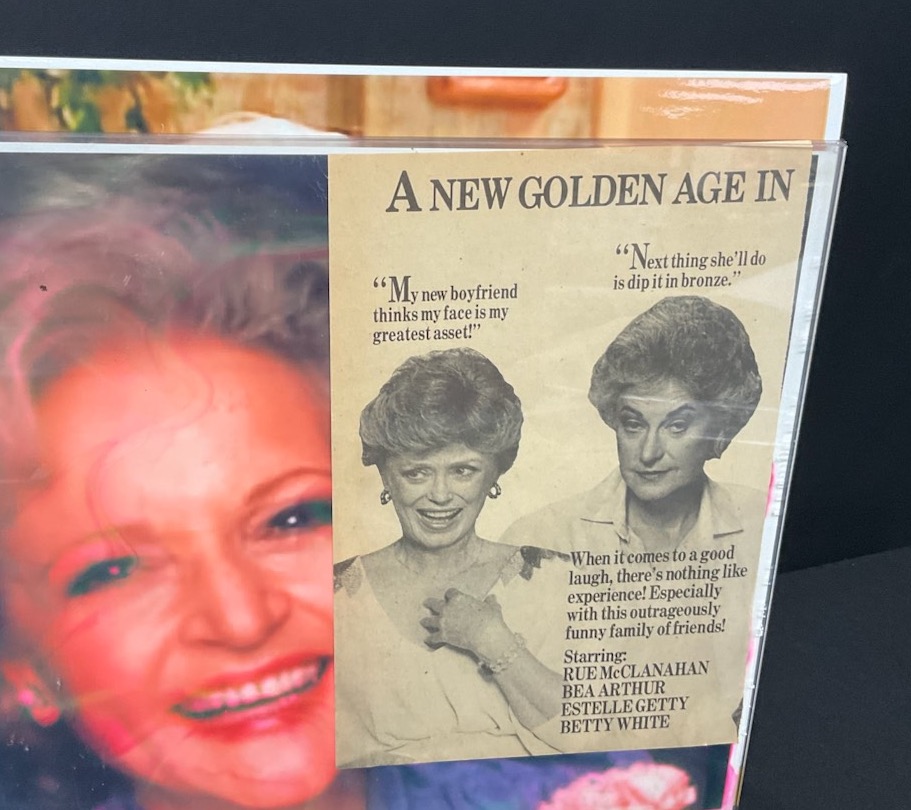 A NEW GOLDEN AGE IN
“Next thing she’ll do
is dip it in bronze.”
“My new boyfriend
thinks my face is my
greatest asset!”
When it comes to a good
laugh, there’s nothing like
experience! Especially
with this outrageously
funny family of friends!
Starring:
RUE McCLANAHAN
BEA ARTHUR
ESTELLE GETTY
BETTY WHITE